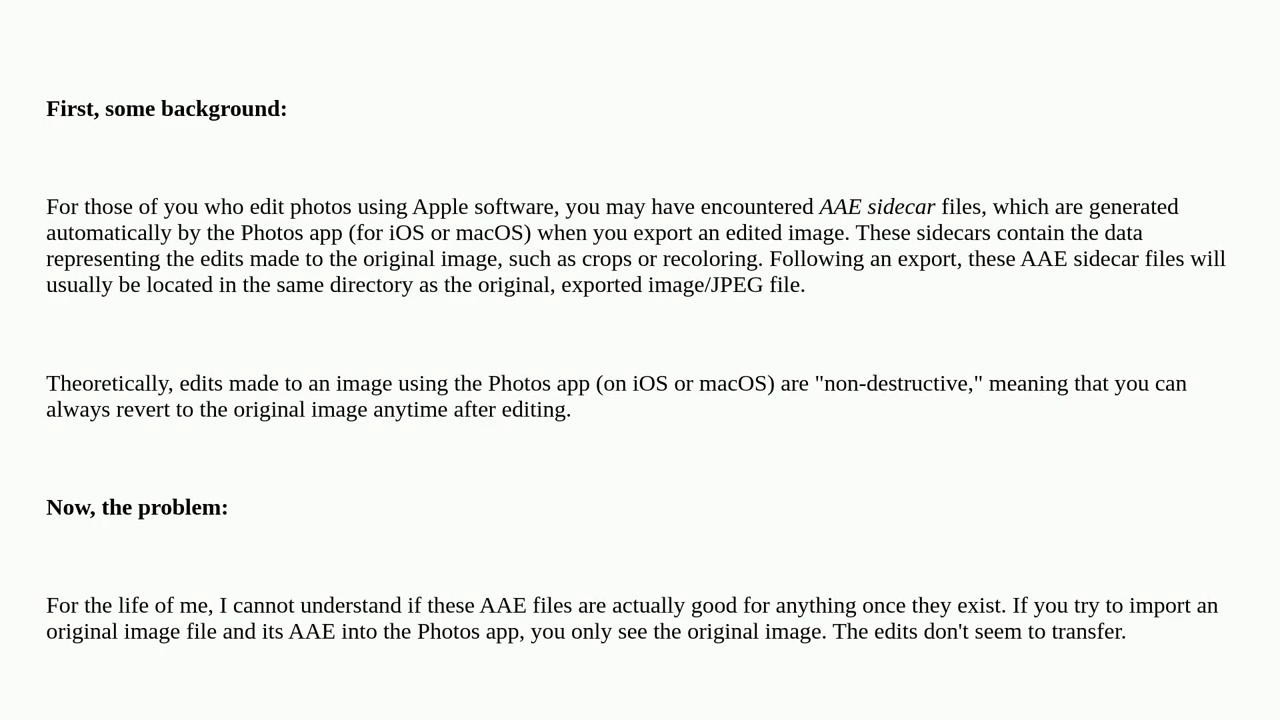 First, some background:
For those of you who edit photos using Apple software, you may have encountered AAE sidecar files, which are generated
automatically by the Photos app (for iOS or macOS) when you export an edited image. These sidecars contain the data
representing the edits made to the original image, such as crops or recoloring. Following an export, these AAE sidecar files will
usually be located in the same directory as the original, exported image/JPEG file.
Theoretically, edits made to an image using the Photos app (on iOS or macOS) are "non-destructive," meaning that you can
always revert to the original image anytime after editing.
Now, the problem:
For the life of me, I cannot understand if these AAE files are actually good for anything once they exist. If you try to import an
original image file and its AAE into the Photos app, you only see the original image. The edits don't seem to transfer.